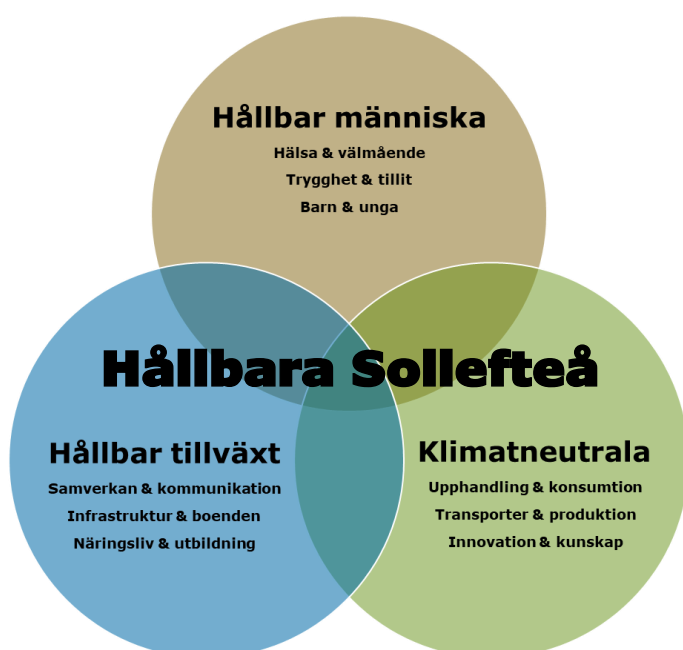 Hållbar människa
Hälsa & välmående
Trygghet & tillit
Barn & unga
Hållbara Sollefteå
Hållbar tillväxt
Samverkan & kommunikation
Infrastruktur & boenden
Näringsliv & utbildning
Klimatneutrala
Upphandling & konsumtion
Transporter & produktion
Innovation & kunskap